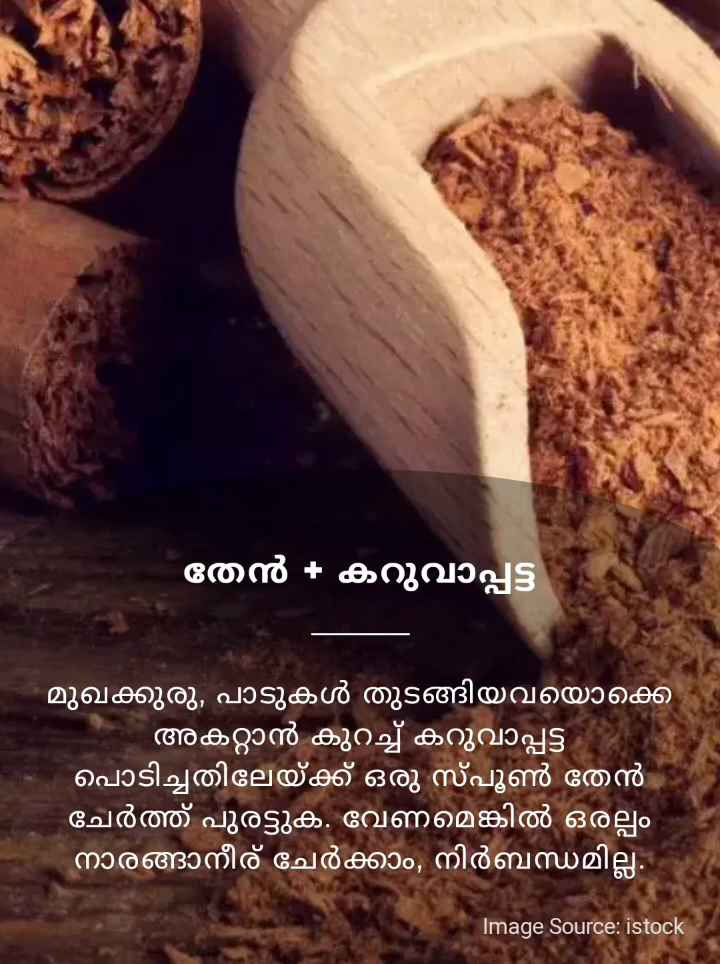 തേൻ + കറുവാപ്പട്ട
മുഖക്കുരു, പാടുകൾ തുടങ്ങിയവയൊക്കെ
അകറ്റാൻ കുറച്ച് കറുവാപ്പട്ട
പൊടിച്ചതിലേയ്ക്ക് ഒരു സ്പൂൺ തേൻ
ചേർത്ത് പുരട്ടുക. വേണമെങ്കിൽ ഒരല്പം
നാരങ്ങാനീര് ചേർക്കാം, നിർബന്ധമില്ല.
Image Source: istock